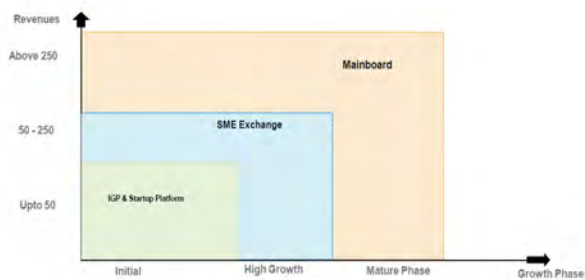 Revenues
Above 250
Mainboard
50 - 250
SME Exchange
IGP & Startup Platform
Upto 50
Initial
High Growth
Mature Phase
Growth Phase